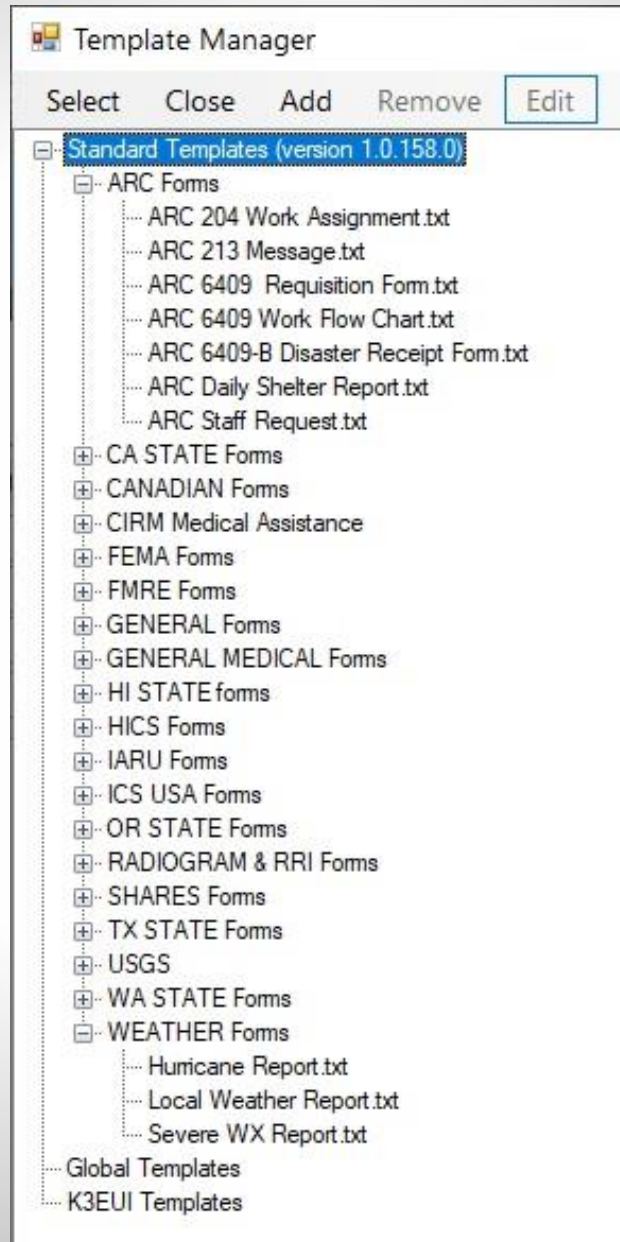 Template Manager
Select Close Add Remove Edit
Standard Templates (version 1.0.158.0)
ARC Forms
ARC 204 Work Assignment.txt
ARC 213 Message.txt
ARC 6409  Requisition Form.txt
ARC 6409 Work Flow Chart.txt
ARC 6409-B Disaster Receipt Form.txt
ARC Daily Shelter Report.txt
ARC Staff Request.txt
CA STATE Forms
CANADIAN Forms
CIRM Medical Assistance
FEMA Forms
FMRE Forms
GENERAL Forms
GENERAL MEDICAL Forms
HI STATE forms
HICS Forms
IARU Forms
ICS USA Forms
OR STATE Forms
RADIOGRAM & RRI Forms
SHARES Forms
TX STATE Forms
USGS
WA STATE Forms
WEATHER Forms
Hurricane Report.txt
Local Weather Report.txt
Severe WX Report.txt
Global Templates
K3EUI Templates